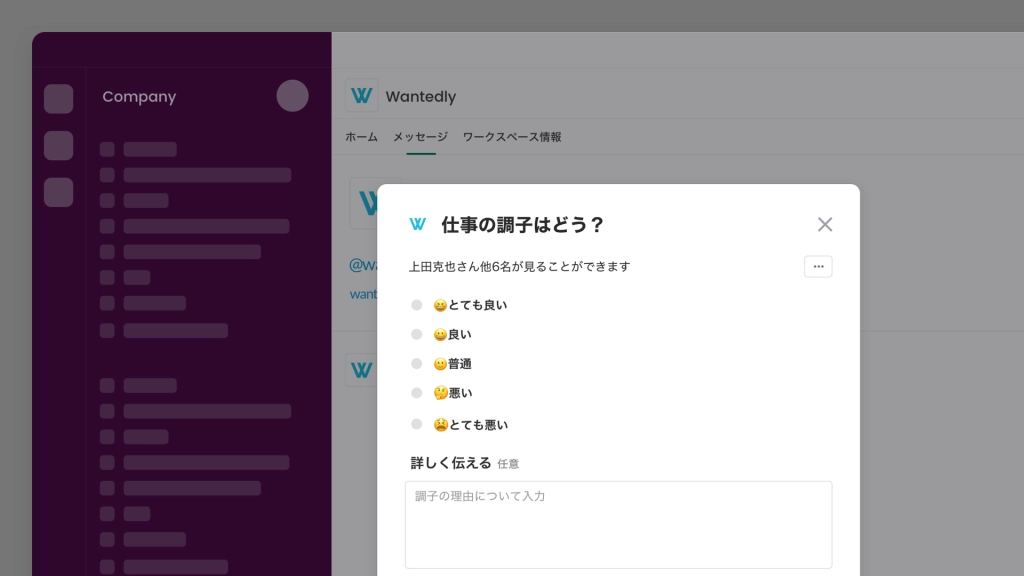 Company
Wantedly
ホーム メッセージ ワークスペース情報
仕事の調子はどう？
上田克也さん他6名が見ることができます
😆とても良い
😀良い
🙂普通
🤔悪い
😫とても悪い
詳しく伝える 任意
調子の理由について入力